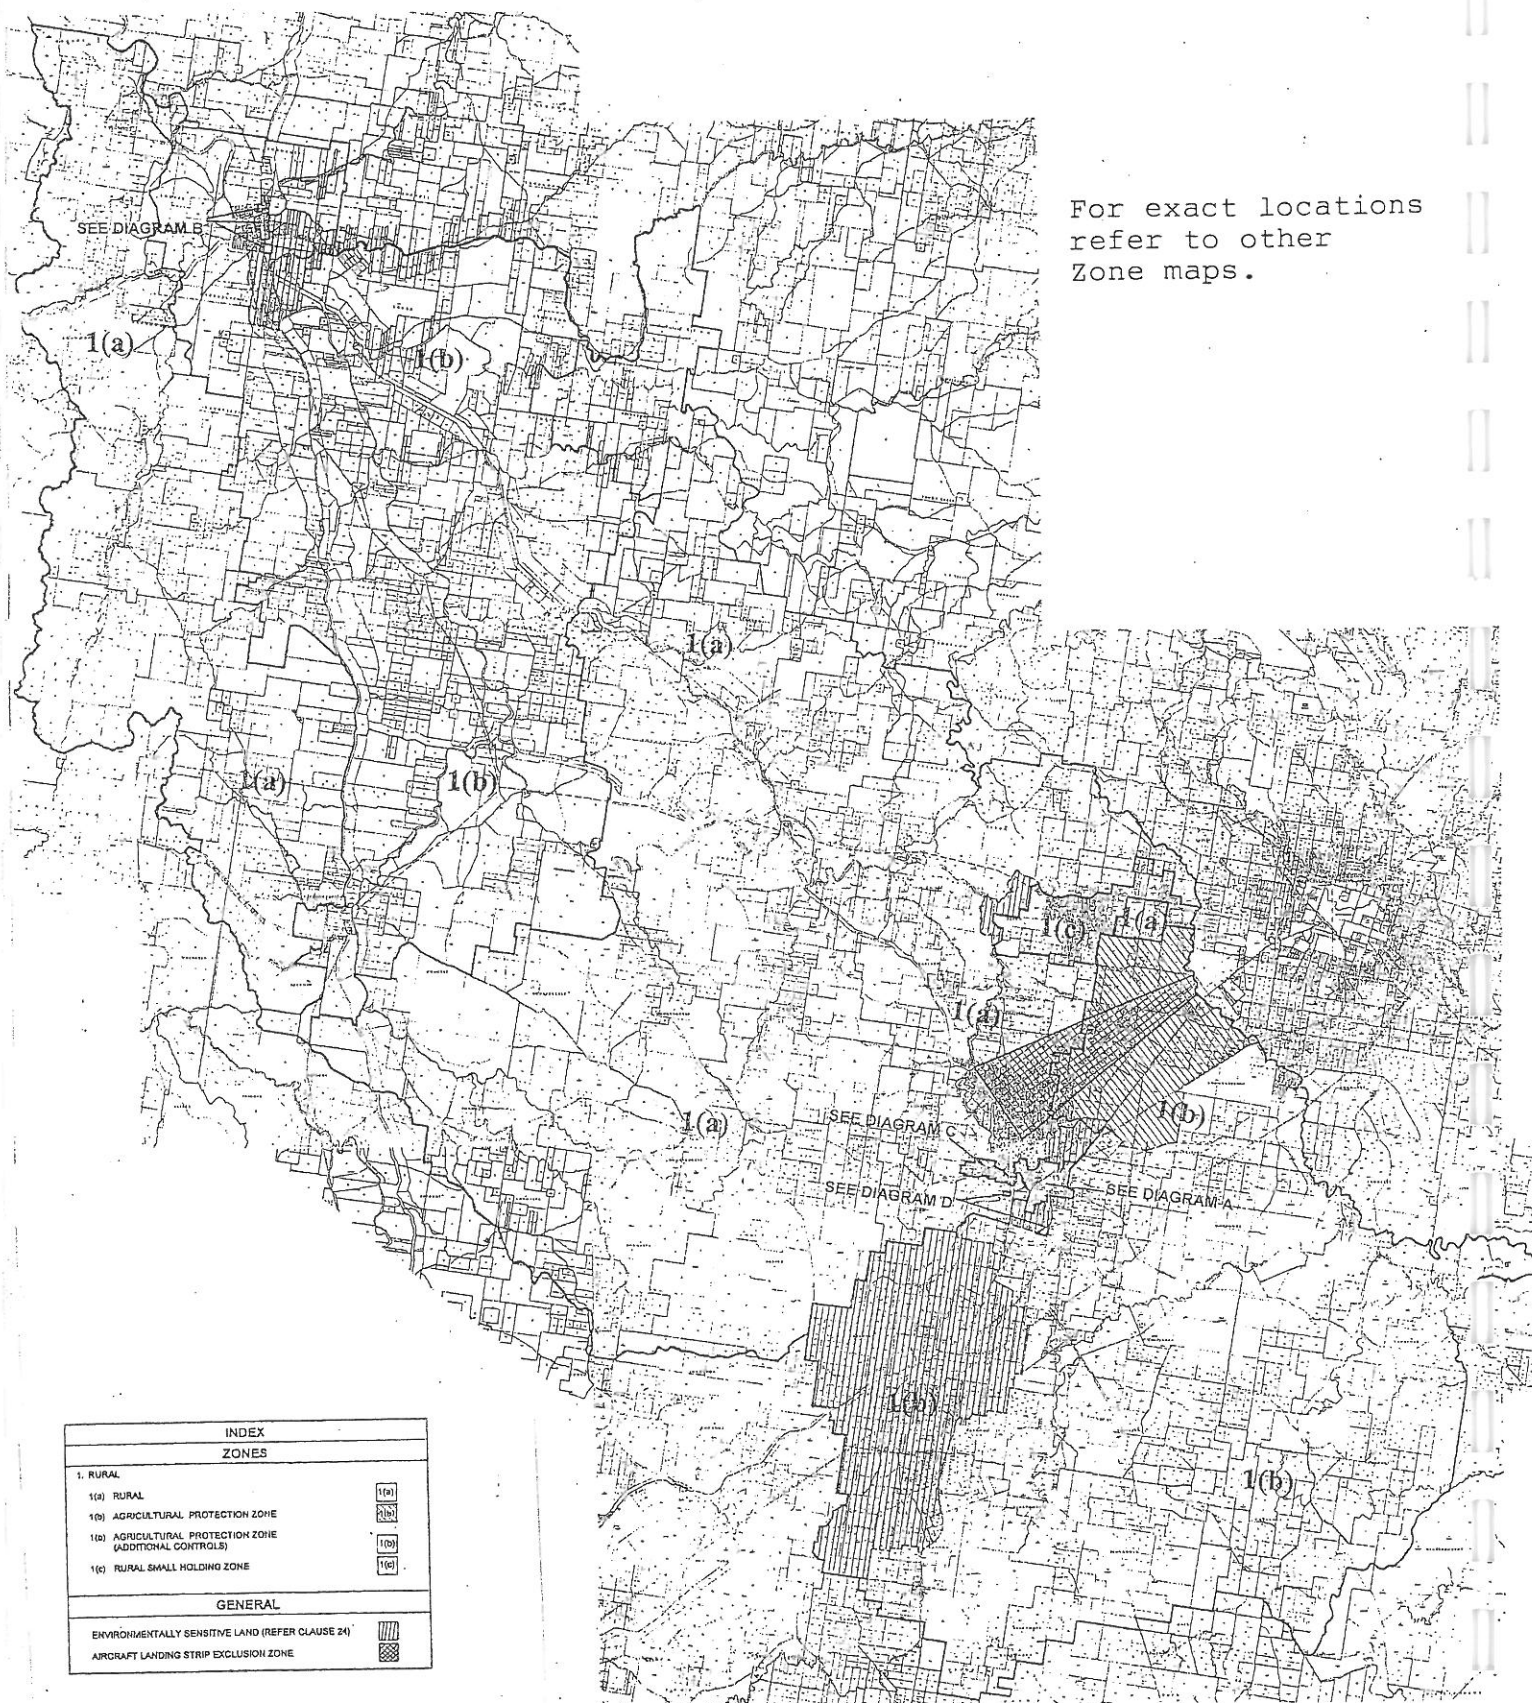 For exact locations
refer to other
Zone maps.
SEE DIAGRAM B
1(a)
1(b)
1(a)
1(a)
1(b)
1(c)
1(a)
1(a)
1(a)
SEE DIAGRAM C
1(b)
SEE DIAGRAM D
SEE DIAGRAM A
1(b)
1(b)
INDEX
ZONES
1. RURAL
1(a) RURAL 1(a)
1(b) AGRICULTURAL PROTECTION ZONE 1(b)
1(b) AGRICULTURAL PROTECTION ZONE
(ADDITIONAL CONTROLS) 1(b)
1(c) RURAL SMALL HOLDING ZONE 1(c)
GENERAL
ENVIRONMENTALLY SENSITIVE LAND (REFER CLAUSE 24)
AIRCRAFT LANDING STRIP EXCLUSION ZONE